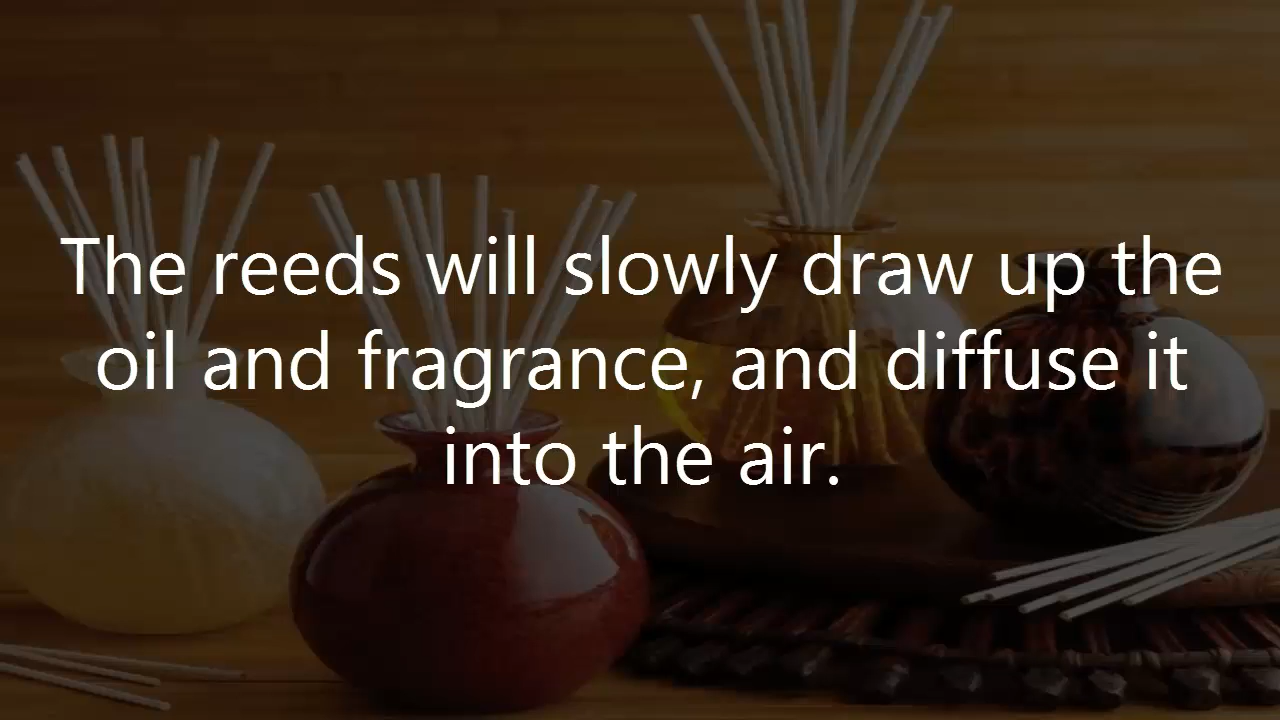 The reeds will slowly draw up the
oil and fragrance, and diffuse it
into the air.